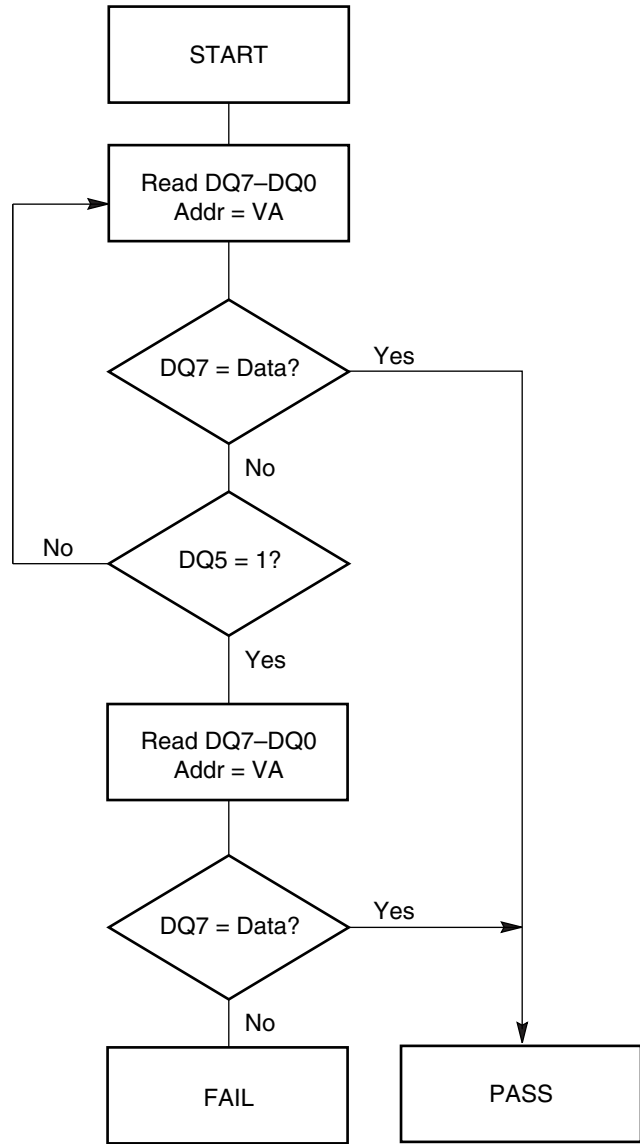 START
Read DQ7–DQ0
Addr = VA
DQ7 = Data?
Yes
No
DQ5 = 1?
No
Yes
Read DQ7–DQ0
Addr = VA
DQ7 = Data?
Yes
No
FAIL
PASS